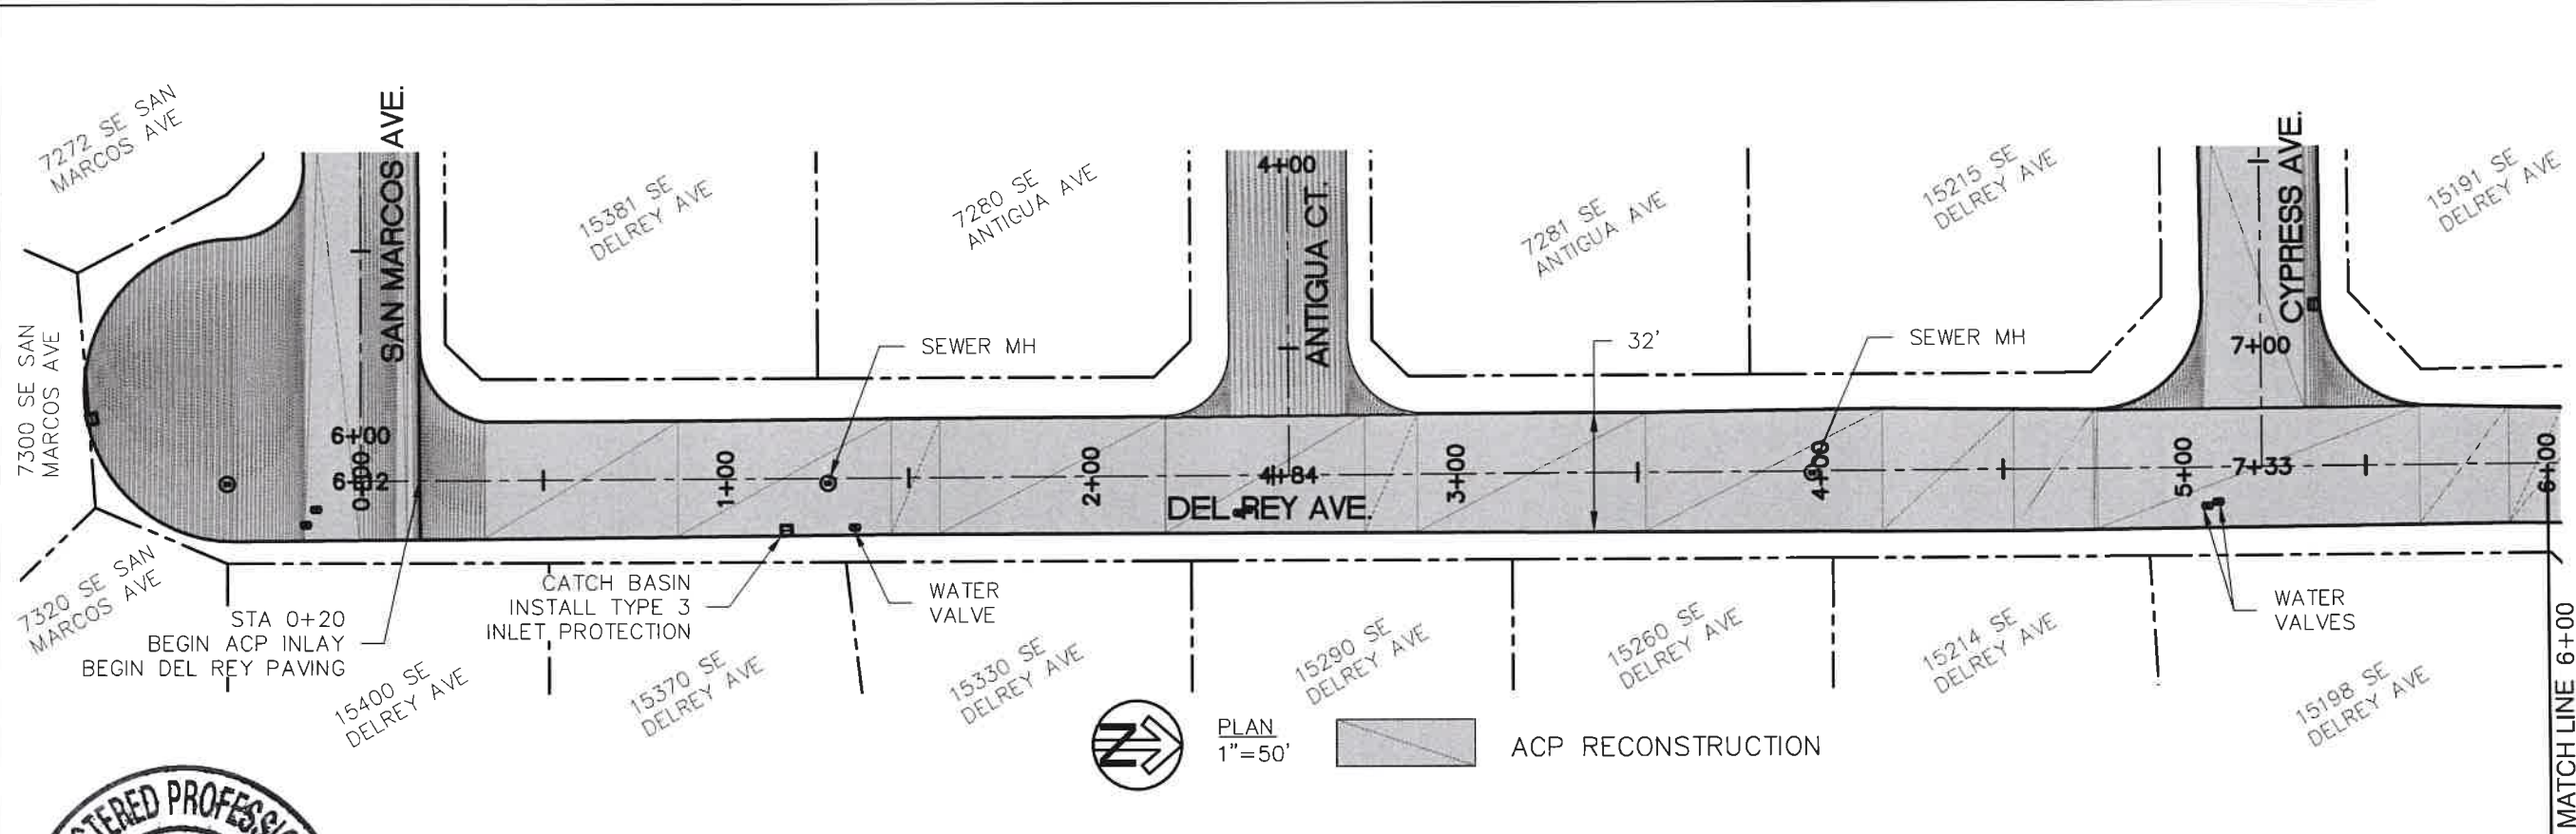 7272 SE SAN
MARCOS AVE
SAN MARCOS AVE.
15381 SE
DELREY AVE
7280 SE
ANTIGUA AVE
4+00
ANTIGUA CT.
7281 SE
ANTIGUA AVE
15215 SE
DELREY AVE
CYPRESS AVE.
15191 SE
DELREY AVE
7300 SE SAN
MARCOS AVE
SEWER MH
32'
SEWER MH
7+00
6+00
6+32
0+00
1+00
2+00
4+84
3+00
4+00
5+00
7+33
6+00
DEL REY AVE.
7320 SE SAN
MARCOS AVE
STA 0+20
BEGIN ACP INLAY
BEGIN DEL REY PAVING
CATCH BASIN
INSTALL TYPE 3
INLET PROTECTION
WATER
VALVE
WATER
VALVES
15400 SE
DELREY AVE
15370 SE
DELREY AVE
15330 SE
DELREY AVE
15290 SE
DELREY AVE
15260 SE
DELREY AVE
15214 SE
DELREY AVE
15198 SE
DELREY AVE
MATCH LINE 6+00
N
PLAN
1"=50'
ACP RECONSTRUCTION